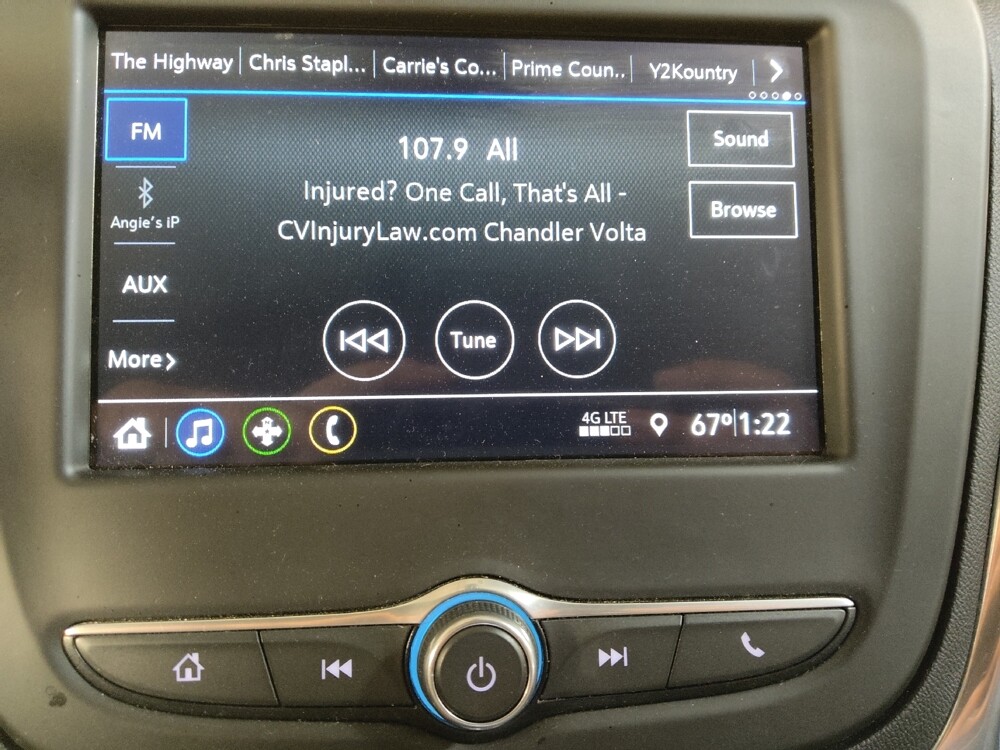 The Highway Chris Stapl... Carrie's Co... Prime Coun.. Y2Kountry
FM
107.9 All
Sound
Injured? One Call, That's All -
CVInjuryLaw.com Chandler Volta
Browse
Angie's iP
AUX
Tune
More
4G LTE
67° 1:22